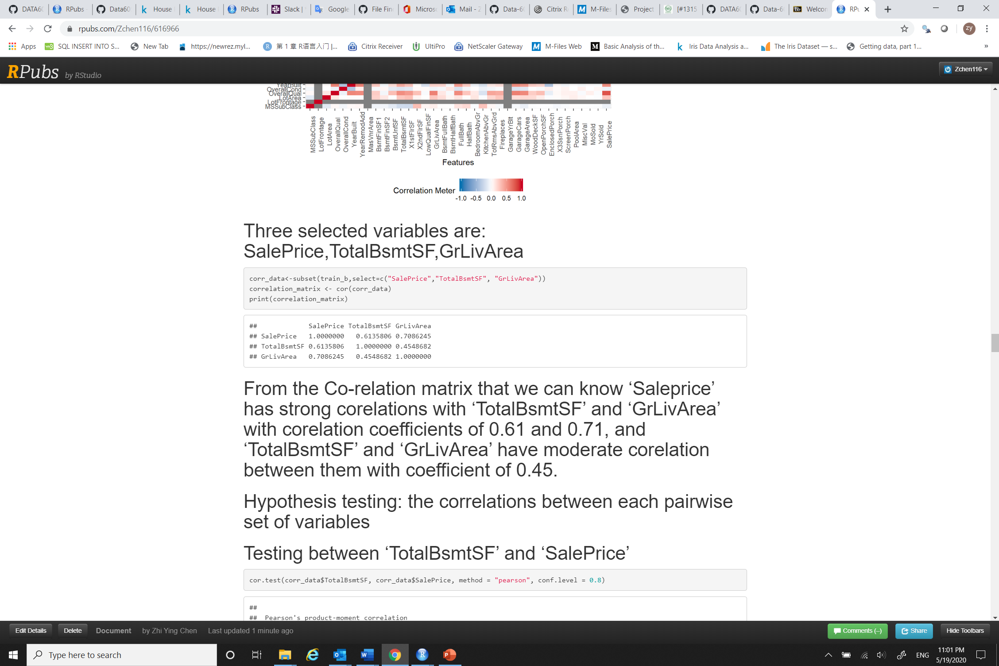 DATA60
RPubs
Data60
House
House
RPubs
Slack |
Google
File Fin
Micros
Mail - Z
Data-60
Citrix R
M-Files
Project
[#1315
DATA60
Data-60
Welcon
RPu
rpubs.com/Zchen116/616966
zy
Apps
SQL INSERT INTO S...
New Tab
https://newrez.myl...
第 1 章 R语言入门 |...
Citrix Receiver
UltiPro
NetScaler Gateway
M-Files Web
Basic Analysis of th...
Iris Data Analysis a...
The Iris Dataset — s...
Getting data, part 1...
»
RPubs by RStudio
Zchen116
YearBuilt
OverallCond
OverallQual
LotArea
LotFrontage
MSSubClass
MSSubClass
LotFrontage
LotArea
OverallQual
OverallCond
YearBuilt
YearRemodAdd
MasVnrArea
BsmtFinSF1
BsmtFinSF2
BsmtUnfSF
TotalBsmtSF
X1stFlrSF
X2ndFlrSF
LowQualFinSF
GrLivArea
BsmtFullBath
BsmtHalfBath
FullBath
HalfBath
BedroomAbvGr
KitchenAbvGr
TotRmsAbvGrd
Fireplaces
GarageYrBlt
GarageCars
GarageArea
WoodDeckSF
OpenPorchSF
EnclosedPorch
X3SsnPorch
ScreenPorch
PoolArea
MiscVal
MoSold
YrSold
SalePrice
Features
Correlation Meter
-1.0 -0.5 0.0 0.5 1.0
Three selected variables are:
SalePrice,TotalBsmtSF,GrLivArea
corr_data<-subset(train_b,select=c("SalePrice","TotalBsmtSF", "GrLivArea"))
correlation_matrix <- cor(corr_data)
print(correlation_matrix)
## SalePrice TotalBsmtSF GrLivArea
## SalePrice 1.0000000 0.6135806 0.7086245
## TotalBsmtSF 0.6135806 1.0000000 0.4548682
## GrLivArea 0.7086245 0.4548682 1.0000000
From the Co-relation matrix that we can know ‘Saleprice’
has strong corelations with ‘TotalBsmtSF’ and ‘GrLivArea’
with corelation coefficients of 0.61 and 0.71, and
‘TotalBsmtSF’ and ‘GrLivArea’ have moderate corelation
between them with coefficient of 0.45.
Hypothesis testing: the correlations between each pairwise
set of variables
Testing between ‘TotalBsmtSF’ and ‘SalePrice’
cor.test(corr_data$TotalBsmtSF, corr_data$SalePrice, method = "pearson", conf.level = 0.8)
##
## Pearson's product-moment correlation
Edit Details
Delete
Document
by Zhi Ying Chen
Last updated 1 minute ago
Comments (–)
Share
Hide Toolbars
Type here to search
ENG
11:01 PM
5/19/2020